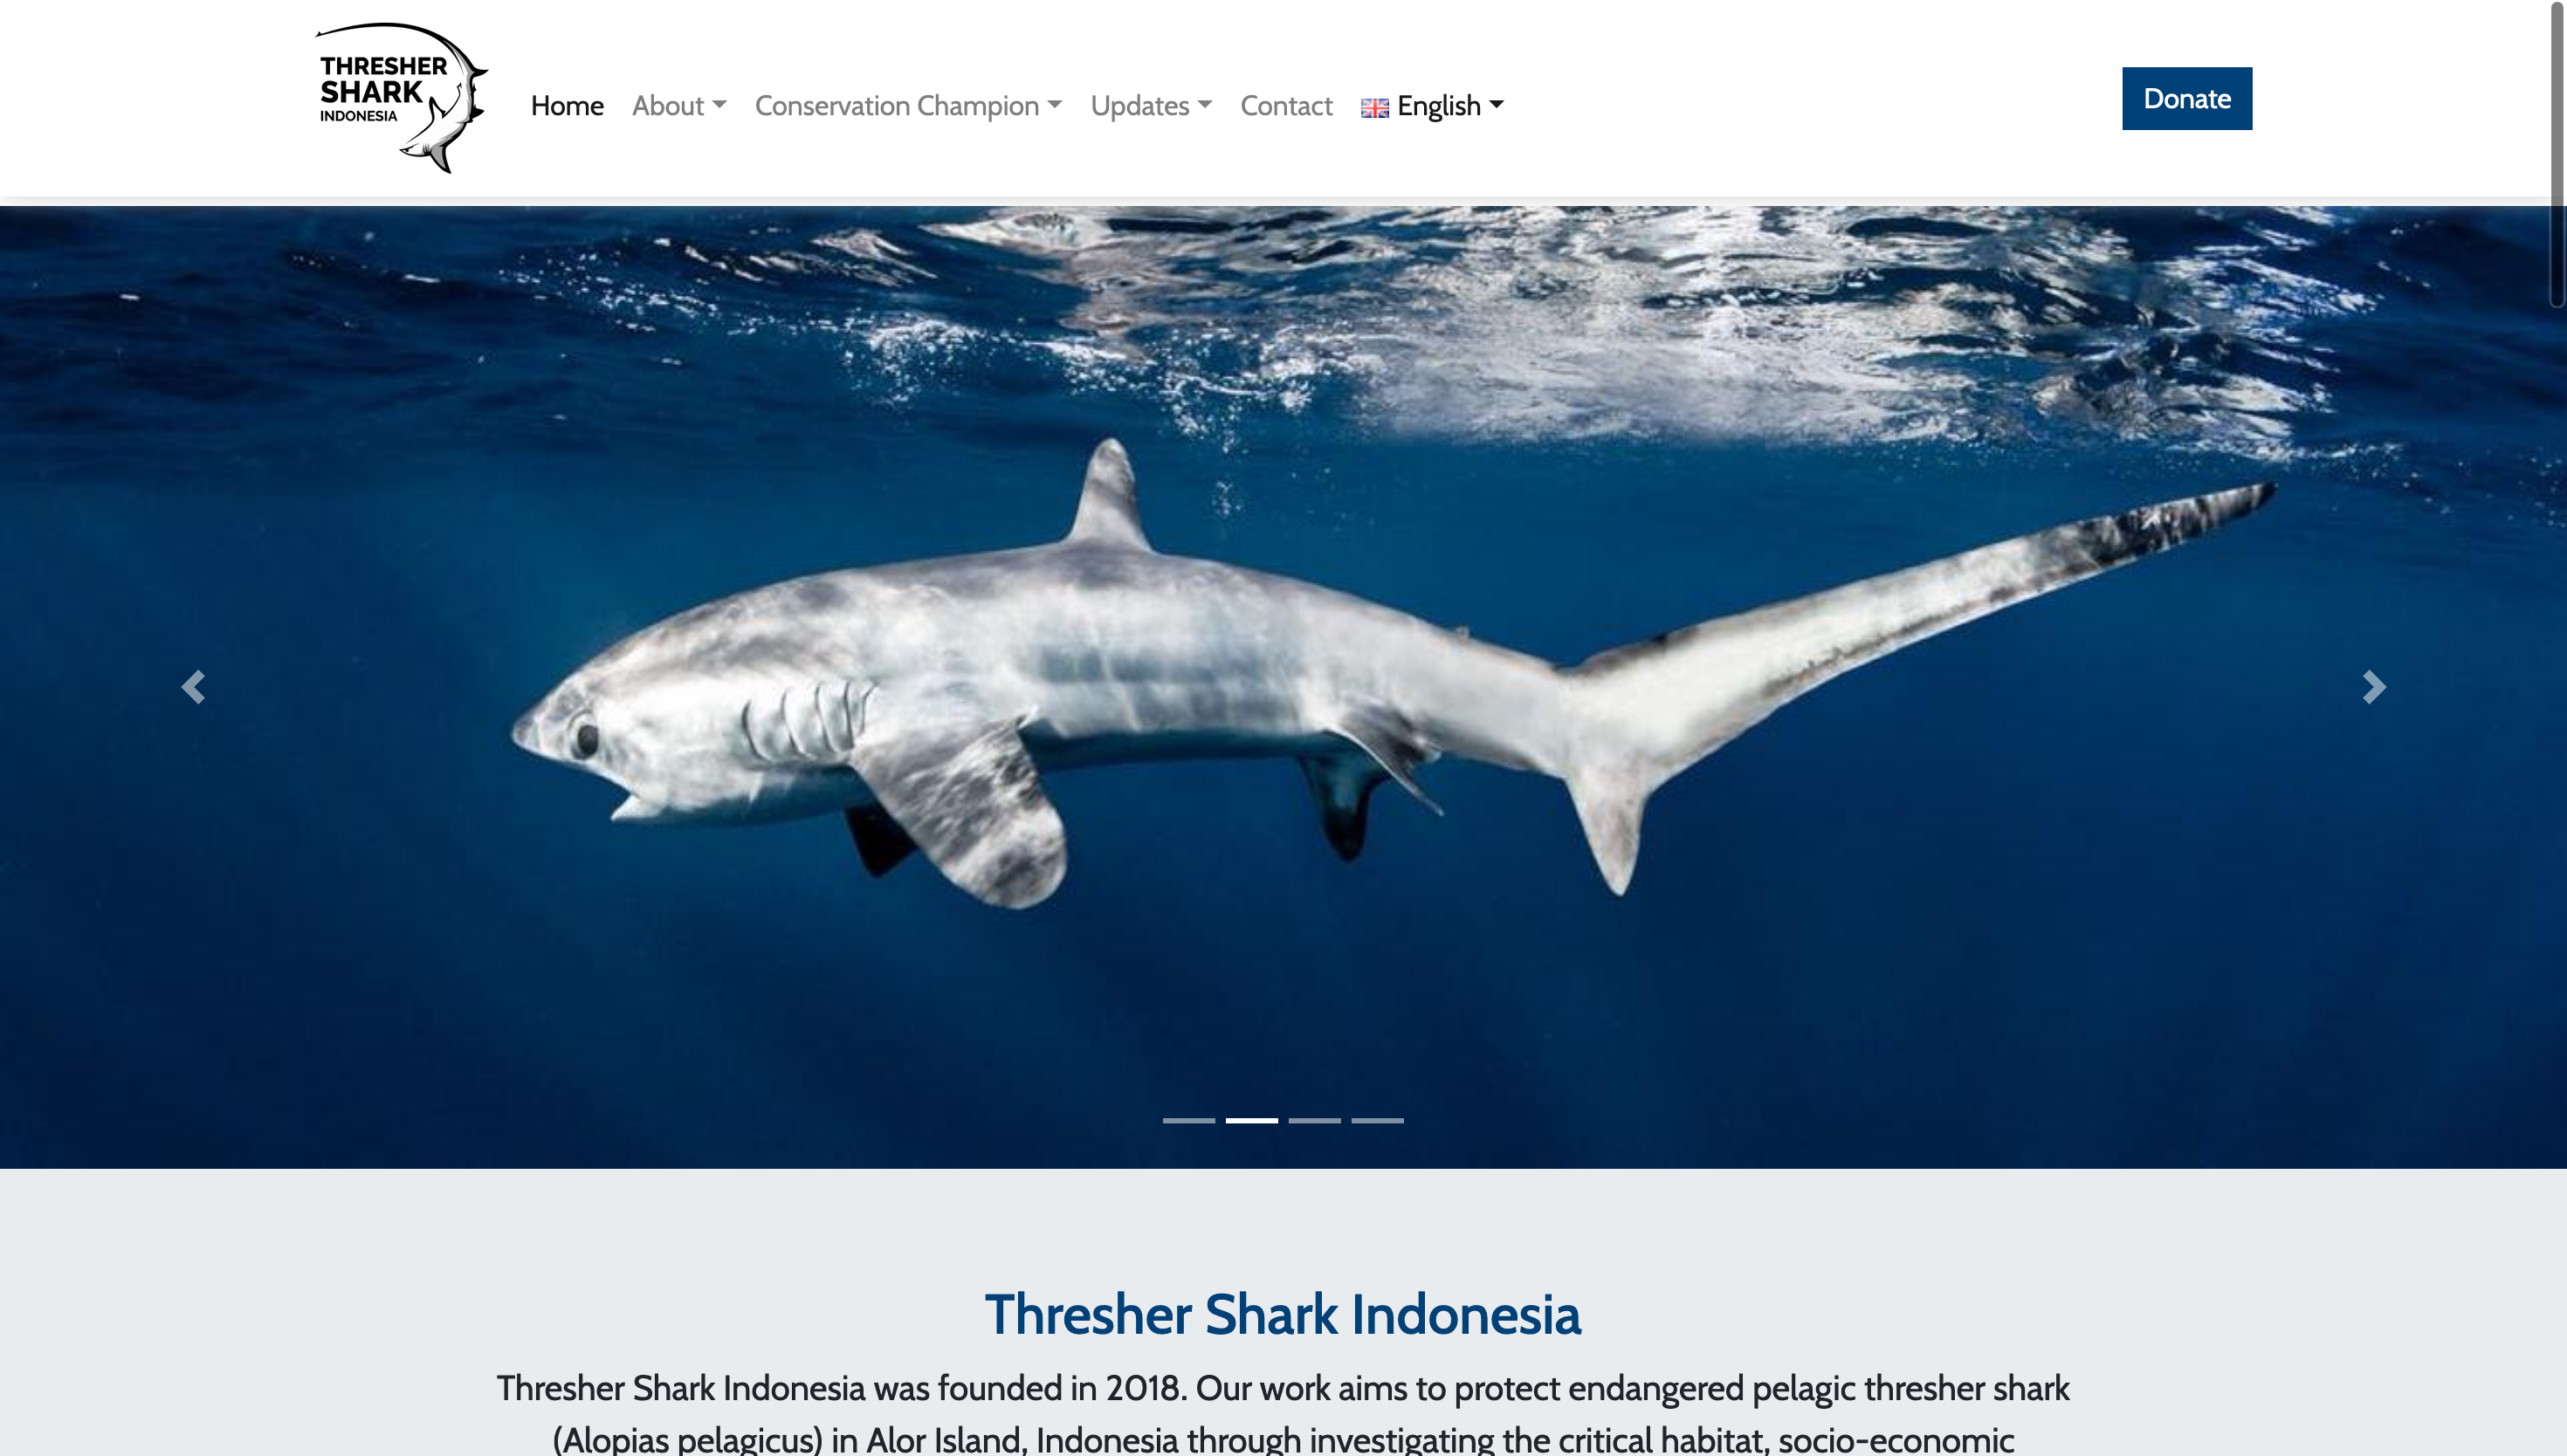 THRESHER
SHARK
INDONESIA
Home About Conservation Champion Updates Contact English
Donate
Thresher Shark Indonesia
Thresher Shark Indonesia was founded in 2018. Our work aims to protect endangered pelagic thresher shark
(Alopias pelagicus) in Alor Island, Indonesia through investigating the critical habitat, socio-economic